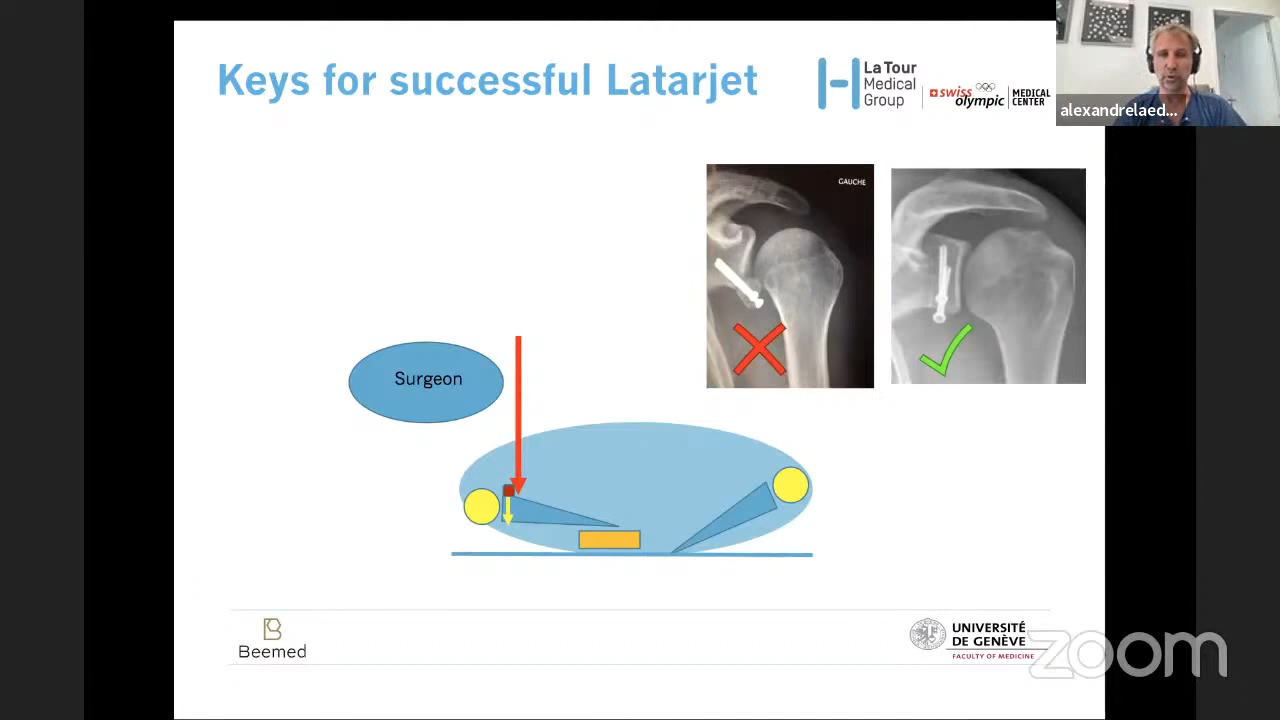 Keys for successful Latarjet
La Tour
Medical
Group
swiss
olympic
MEDICAL
CENTER
alexandrelaed...
GAUCHE
Surgeon
Beemed
UNIVERSITÉ
DE GENÈVE
FACULTY OF MEDICINE
zoom